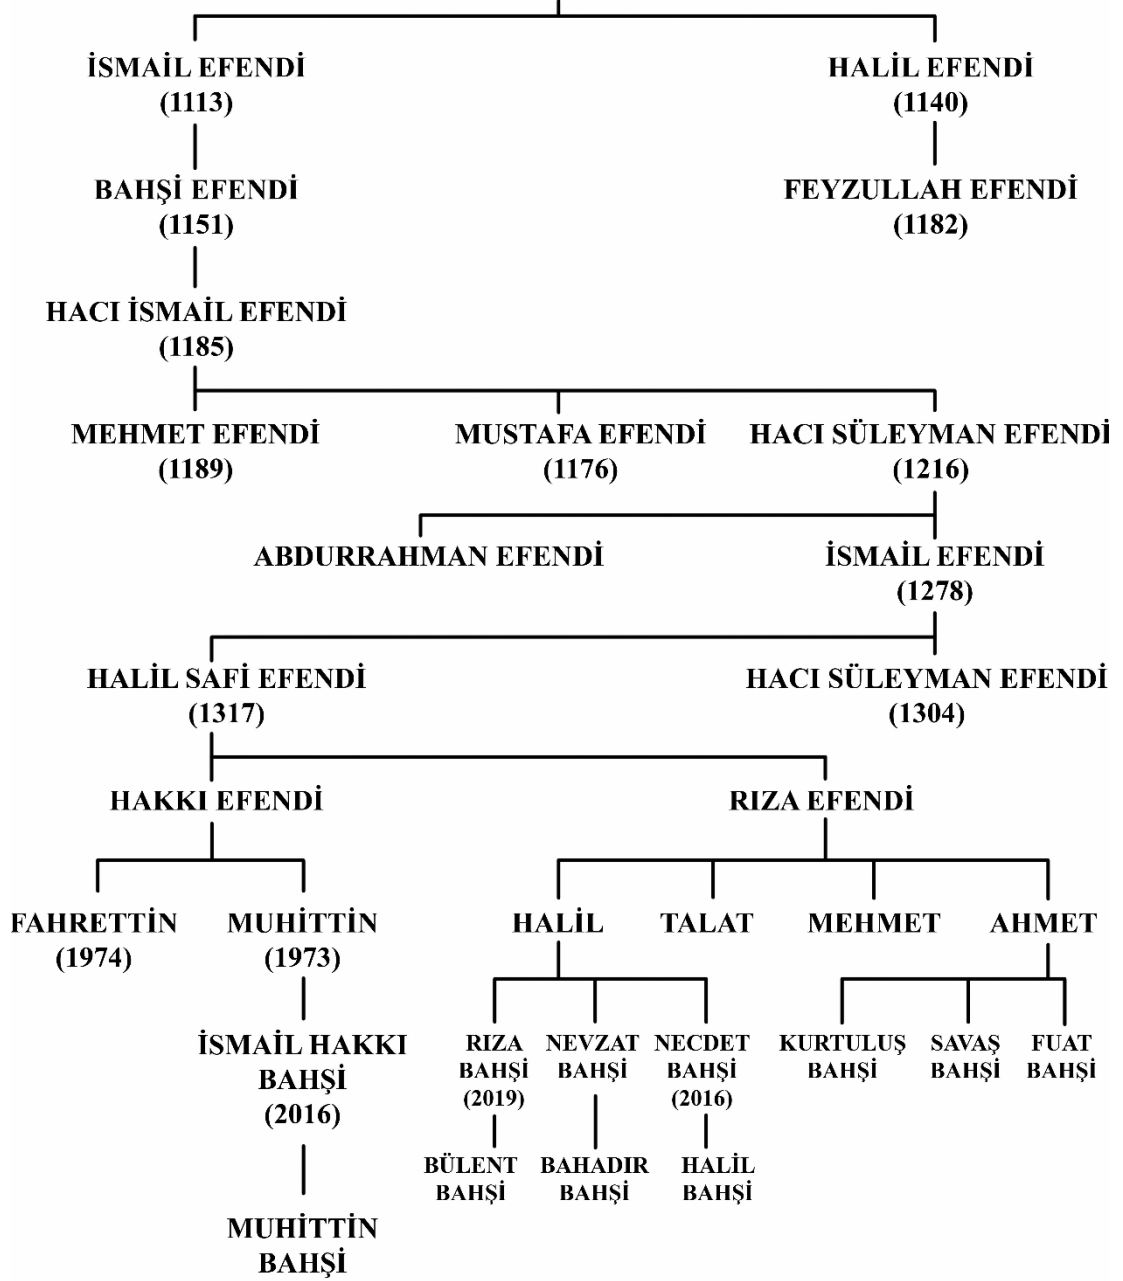 İSMAİL EFENDİ
(1113)
HALİL EFENDİ
(1140)
BAHŞİ EFENDİ
(1151)
FEYZULLAH EFENDİ
(1182)
HACI İSMAİL EFENDİ
(1185)
MEHMET EFENDİ
(1189)
MUSTAFA EFENDİ
(1176)
HACI SÜLEYMAN EFENDİ
(1216)
ABDURRAHMAN EFENDİ
İSMAİL EFENDİ
(1278)
HALİL SAFİ EFENDİ
(1317)
HACI SÜLEYMAN EFENDİ
(1304)
HAKKI EFENDİ
RIZA EFENDİ
FAHRETTİN
(1974)
MUHİTTİN
(1973)
HALİL
TALAT
MEHMET
AHMET
İSMAİL HAKKI
BAHŞİ
(2016)
RIZA
BAHŞİ
(2019)
NEVZAT
BAHŞİ
NECDET
BAHŞİ
(2016)
KURTULUŞ
BAHŞİ
SAVAŞ
BAHŞİ
FUAT
BAHŞİ
BÜLENT
BAHŞİ
BAHADIR
BAHŞİ
HALİL
BAHŞİ
MUHİTTİN
BAHŞİ